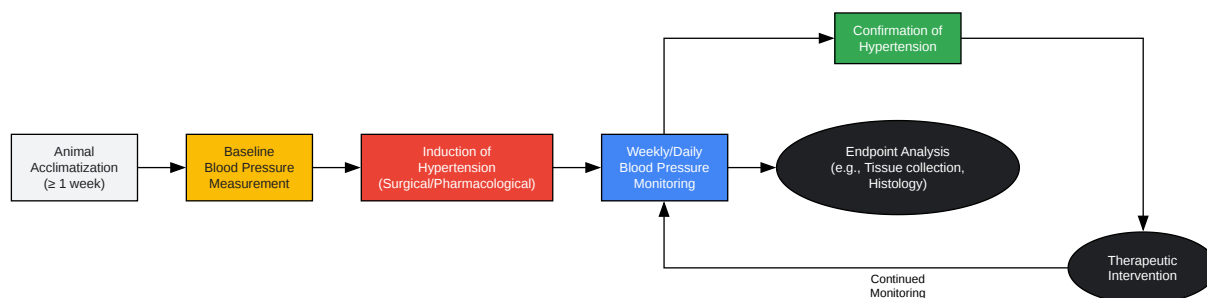 Animal
Acclimatization
(≥ 1 week)
Baseline
Blood Pressure
Measurement
Induction of
Hypertension
(Surgical/Pharmacological)
Weekly/Daily
Blood Pressure
Monitoring
Confirmation of
Hypertension
Endpoint Analysis
(e.g., Tissue collection,
Histology)
Therapeutic
Intervention
Continued
Monitoring